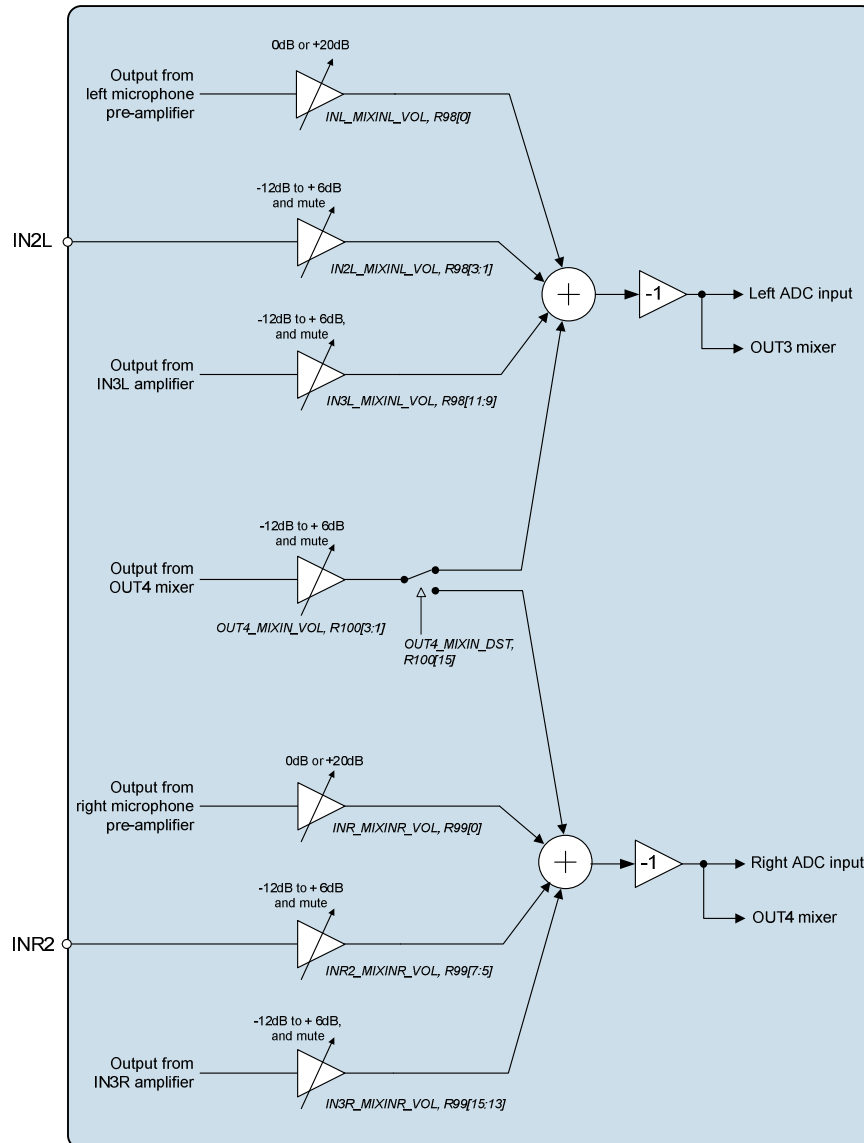 0dB or +20dB
Output from
left microphone
pre-amplifier
INL_MIXINL_VOL, R98[0]
-12dB to + 6dB
and mute
IN2L
IN2L_MIXINL_VOL, R98[3:1]
+
-1
Left ADC input
OUT3 mixer
-12dB to + 6dB,
and mute
Output from
IN3L amplifier
IN3L_MIXINL_VOL, R98[11:9]
-12dB to + 6dB
and mute
Output from
OUT4 mixer
OUT4_MIXIN_VOL, R100[3:1]
OUT4_MIXIN_DST,
R100[15]
0dB or +20dB
Output from
right microphone
pre-amplifier
INR_MIXINR_VOL, R99[0]
+
-1
Right ADC input
OUT4 mixer
-12dB to + 6dB
and mute
INR2
INR2_MIXINR_VOL, R99[7:5]
-12dB to + 6dB,
and mute
Output from
IN3R amplifier
IN3R_MIXINR_VOL, R99[15:13]